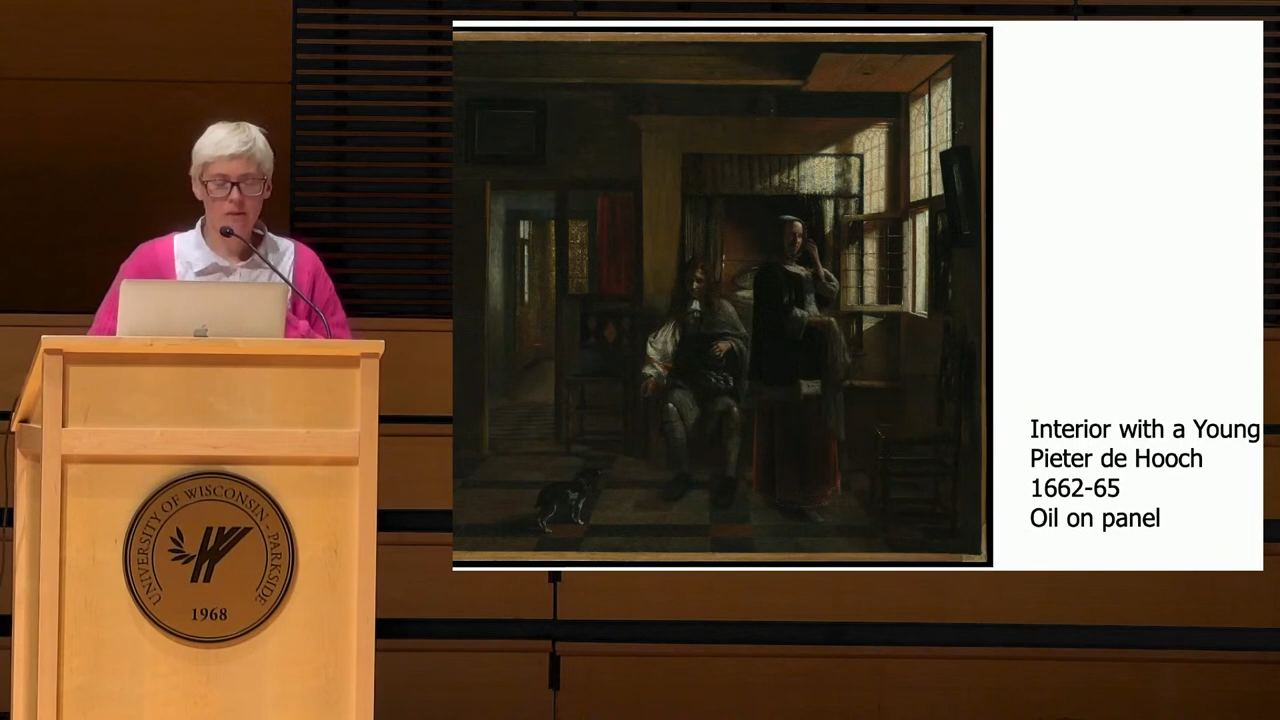 UNIVERSITY OF WISCONSIN - PARKSIDE
1968
Interior with a Young
Pieter de Hooch
1662-65
Oil on panel